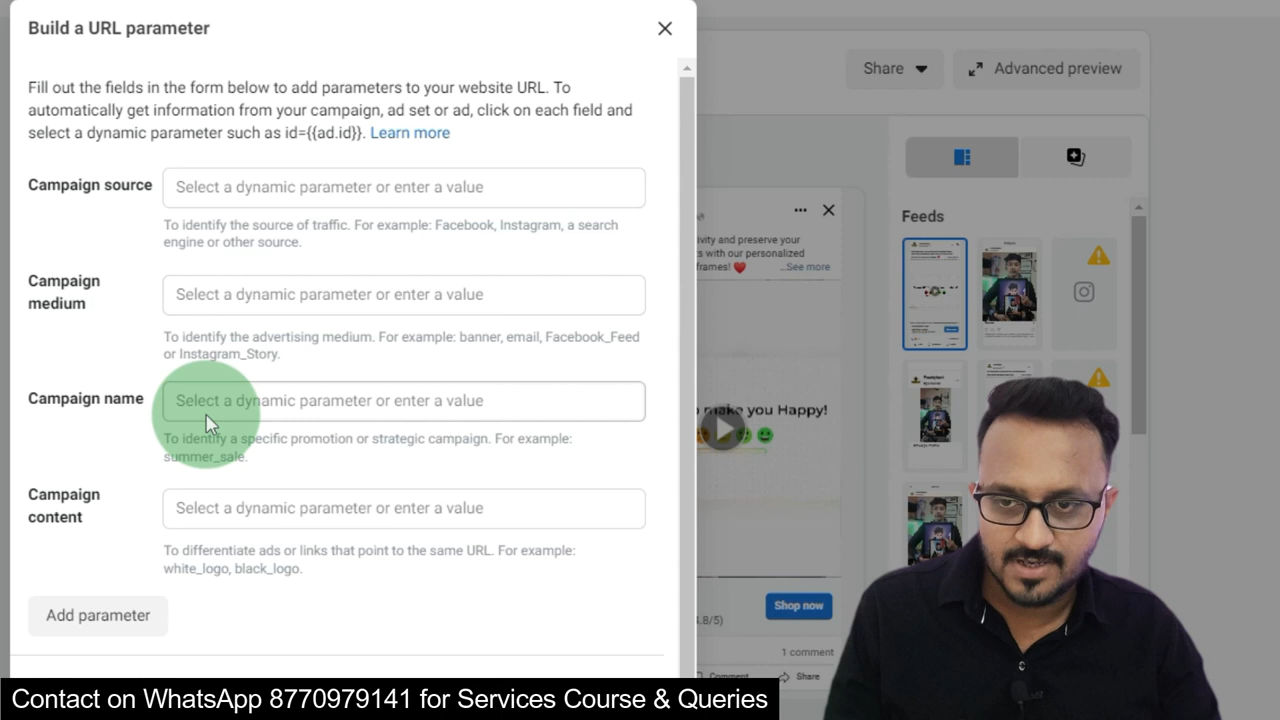 Build a URL parameter
Fill out the fields in the form below to add parameters to your website URL. To
automatically get information from your campaign, ad set or ad, click on each field and
select a dynamic parameter such as id={{ad.id}}. Learn more
Campaign source
Select a dynamic parameter or enter a value
To identify the source of traffic. For example: Facebook, Instagram, a search
engine or other source.
Campaign
medium
Select a dynamic parameter or enter a value
To identify the advertising medium. For example: banner, email, Facebook_Feed
or Instagram_Story.
Campaign name
Select a dynamic parameter or enter a value
To identify a specific promotion or strategic campaign. For example:
summer_sale.
Campaign
content
Select a dynamic parameter or enter a value
To differentiate ads or links that point to the same URL. For example:
white_logo, black_logo.
Add parameter
Share
Advanced preview
Feeds
ivity and preserve your
s with our personalized
frames! ❤️
...See more
make you Happy!
.8/5)
Shop now
1 comment
Comment
Share
Contact on WhatsApp 8770979141 for Services Course & Queries